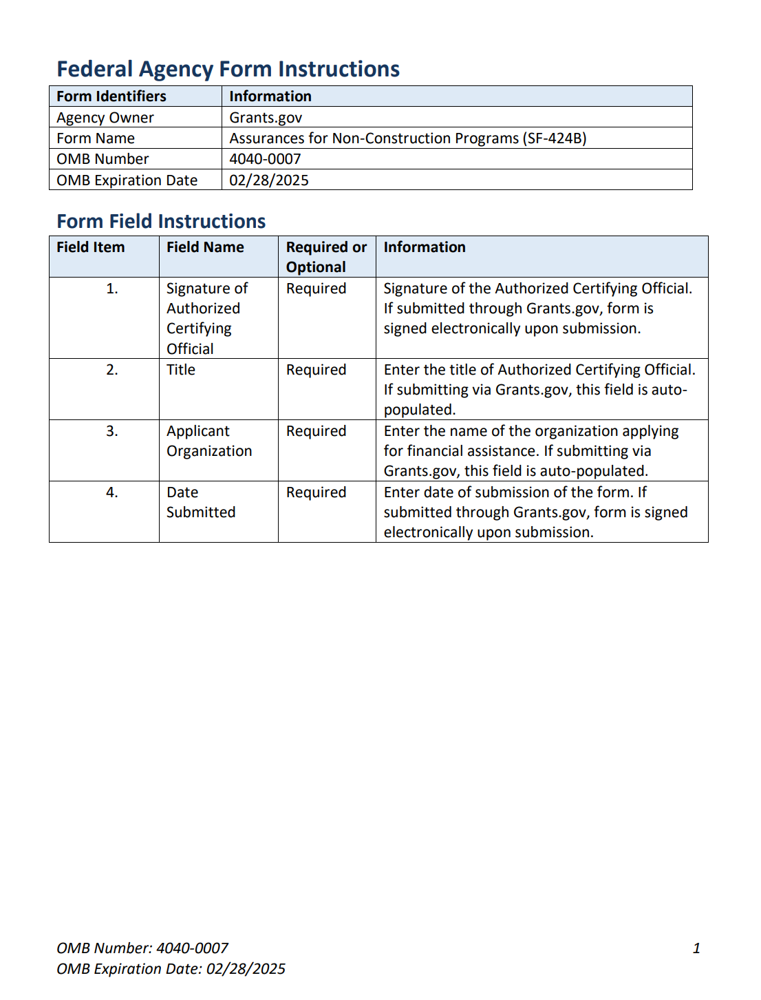 Federal Agency Form Instructions
Form Identifiers Information
Agency Owner Grants.gov
Form Name Assurances for Non-Construction Programs (SF-424B)
OMB Number 4040-0007
OMB Expiration Date 02/28/2025
Form Field Instructions
Field Item Field Name Required or Optional Information
1. Signature of Authorized Certifying Official Required Signature of the Authorized Certifying Official.
If submitted through Grants.gov, form is
signed electronically upon submission.
2. Title Required Enter the title of Authorized Certifying Official.
If submitting via Grants.gov, this field is auto-
populated.
3. Applicant Organization Required Enter the name of the organization applying
for financial assistance. If submitting via
Grants.gov, this field is auto-populated.
4. Date Submitted Required Enter date of submission of the form. If
submitted through Grants.gov, form is signed
electronically upon submission.
OMB Number: 4040-0007 1
OMB Expiration Date: 02/28/2025